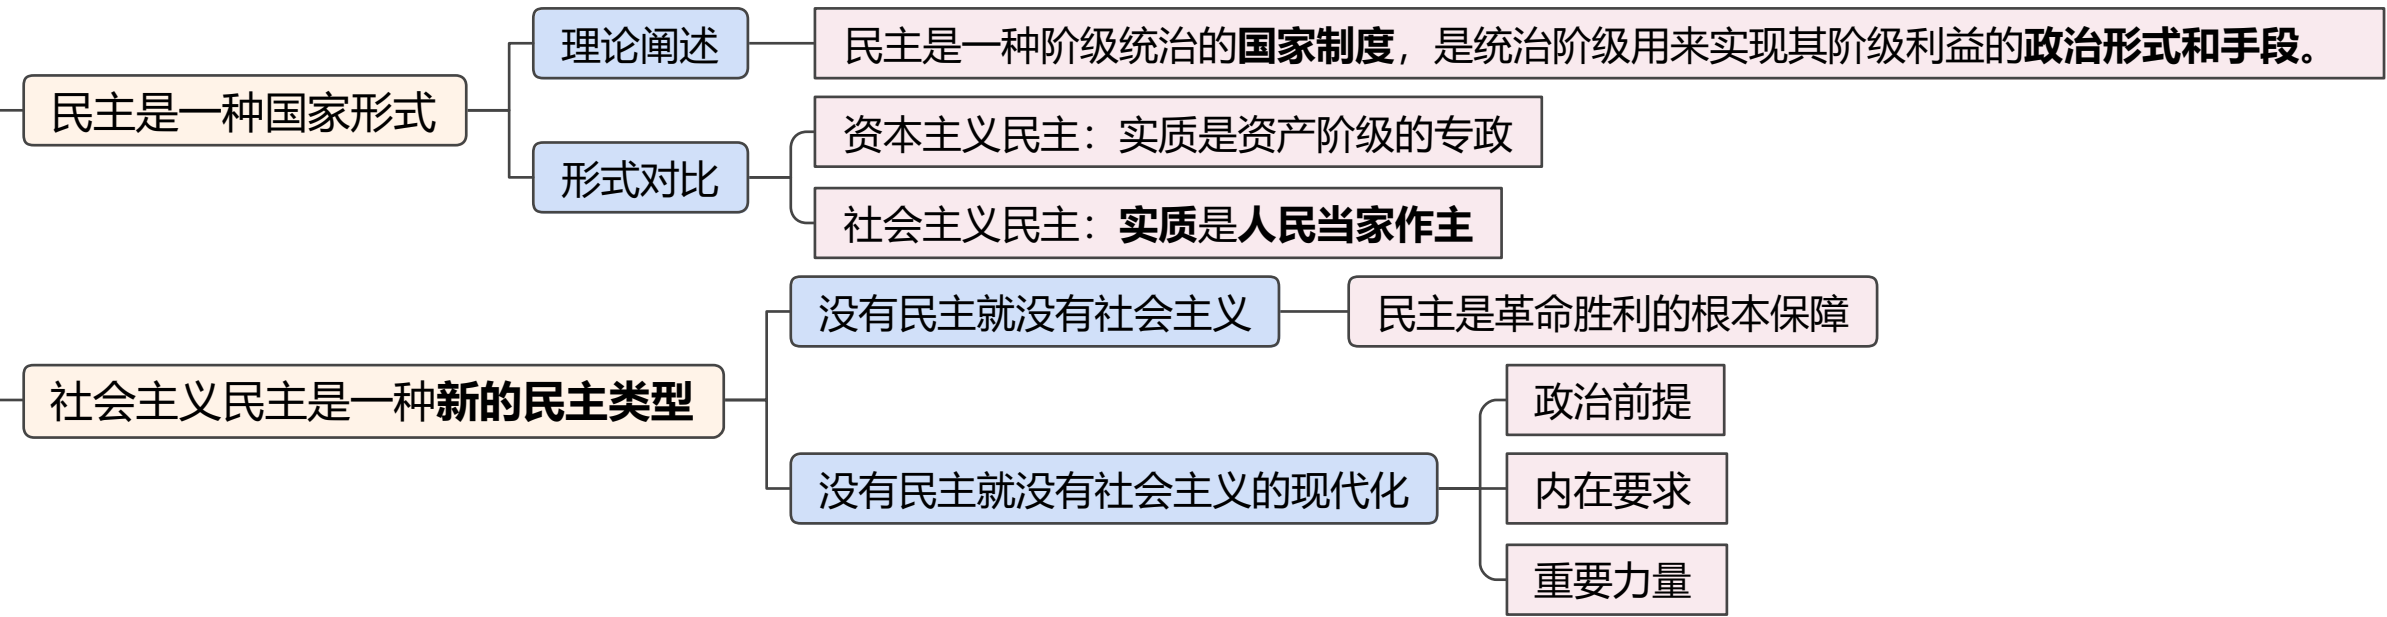 民主是一种国家形式
理论阐述
民主是一种阶级统治的国家制度，是统治阶级用来实现其阶级利益的政治形式和手段。
形式对比
资本主义民主：实质是资产阶级的专政
社会主义民主：实质是人民当家作主
社会主义民主是一种新的民主类型
没有民主就没有社会主义
民主是革命胜利的根本保障
没有民主就没有社会主义的现代化
政治前提
内在要求
重要力量